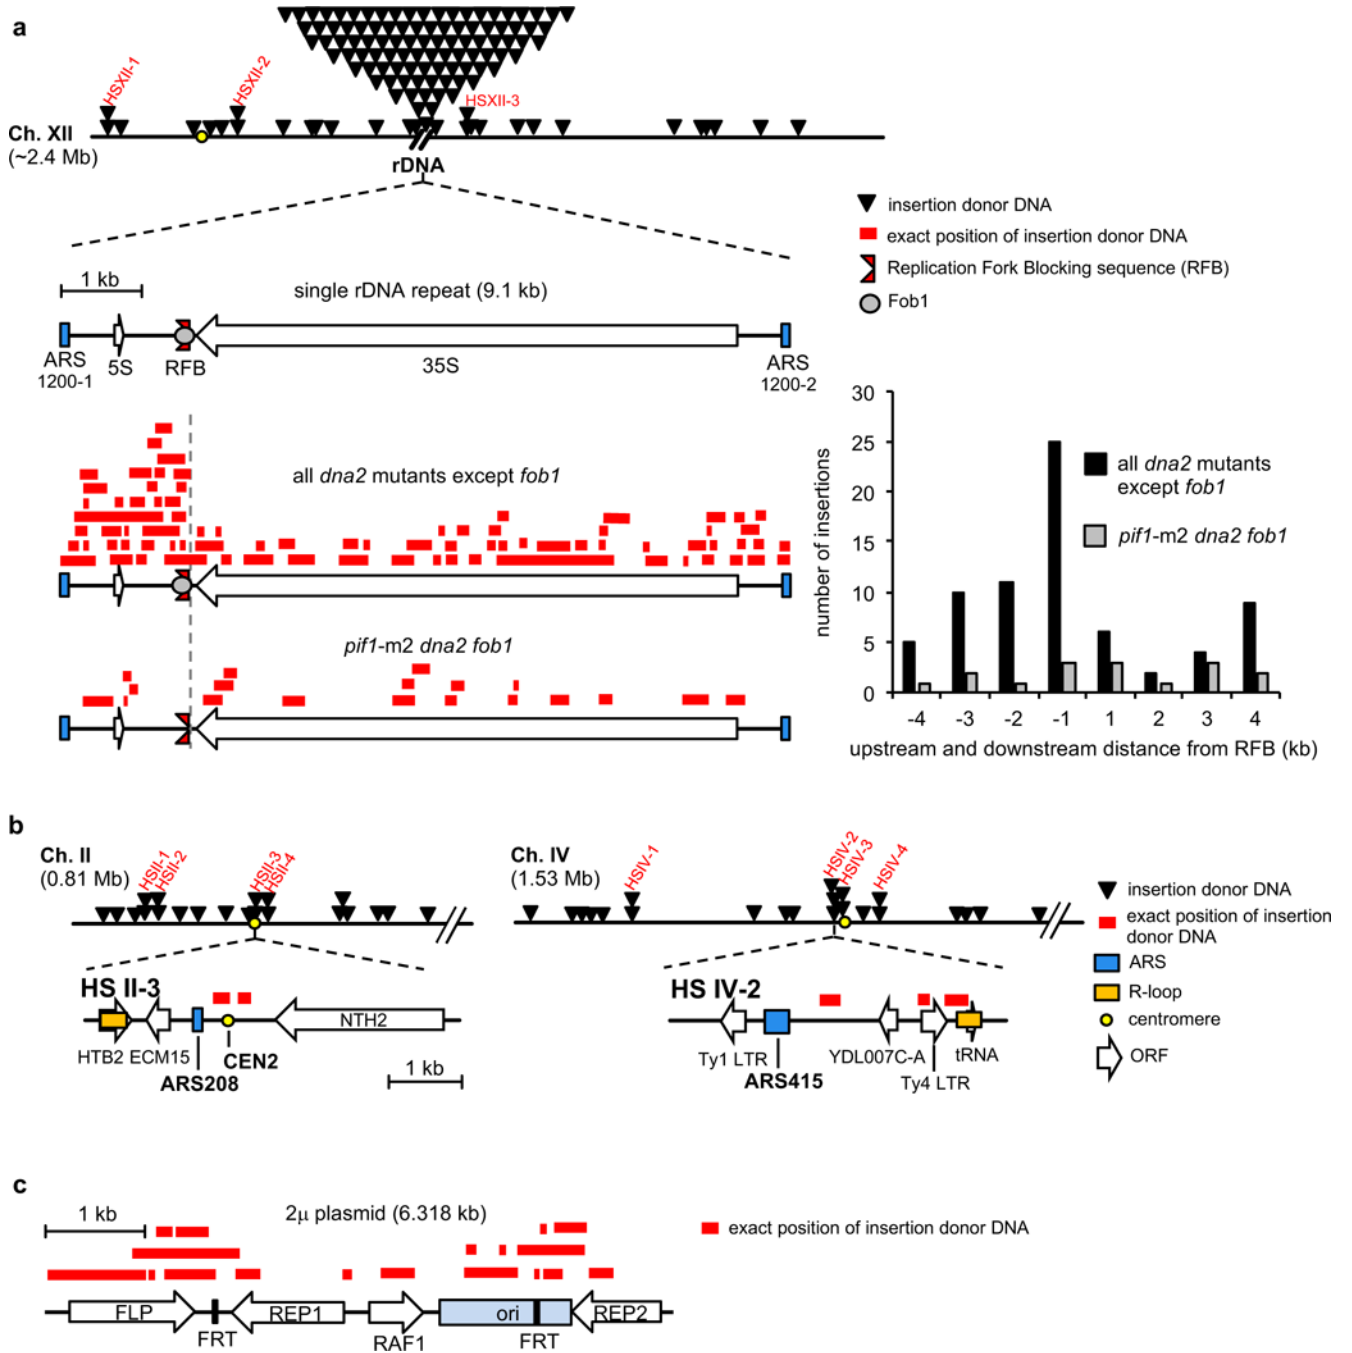 a
HSXII-1
HSXII-2
HSXII-3
Ch. XII
(~2.4 Mb)
rDNA
insertion donor DNA
exact position of insertion donor DNA
Replication Fork Blocking sequence (RFB)
Fob1
1 kb
single rDNA repeat (9.1 kb)
ARS
1200-1
5S
RFB
35S
ARS
1200-2
all dna2 mutants except fob1
pif1-m2 dna2 fob1
30
25
20
15
10
5
0
number of insertions
all dna2 mutants
except fob1
pif1-m2 dna2 fob1
-4 -3 -2 -1 1 2 3 4
upstream and downstream distance from RFB (kb)
b
Ch. II
(0.81 Mb)
HSII-1
HSII-2
HSII-3
HSII-4
HS II-3
HTB2 ECM15
ARS208
CEN2
NTH2
1 kb
Ch. IV
(1.53 Mb)
HSIV-1
HSIV-2
HSIV-3
HSIV-4
HS IV-2
Ty1 LTR
ARS415
YDL007C-A
Ty4 LTR
tRNA
insertion donor DNA
exact position of insertion
donor DNA
ARS
R-loop
centromere
ORF
c
1 kb
2µ plasmid (6.318 kb)
exact position of insertion donor DNA
FLP
FRT
REP1
RAF1
ori
FRT
REP2